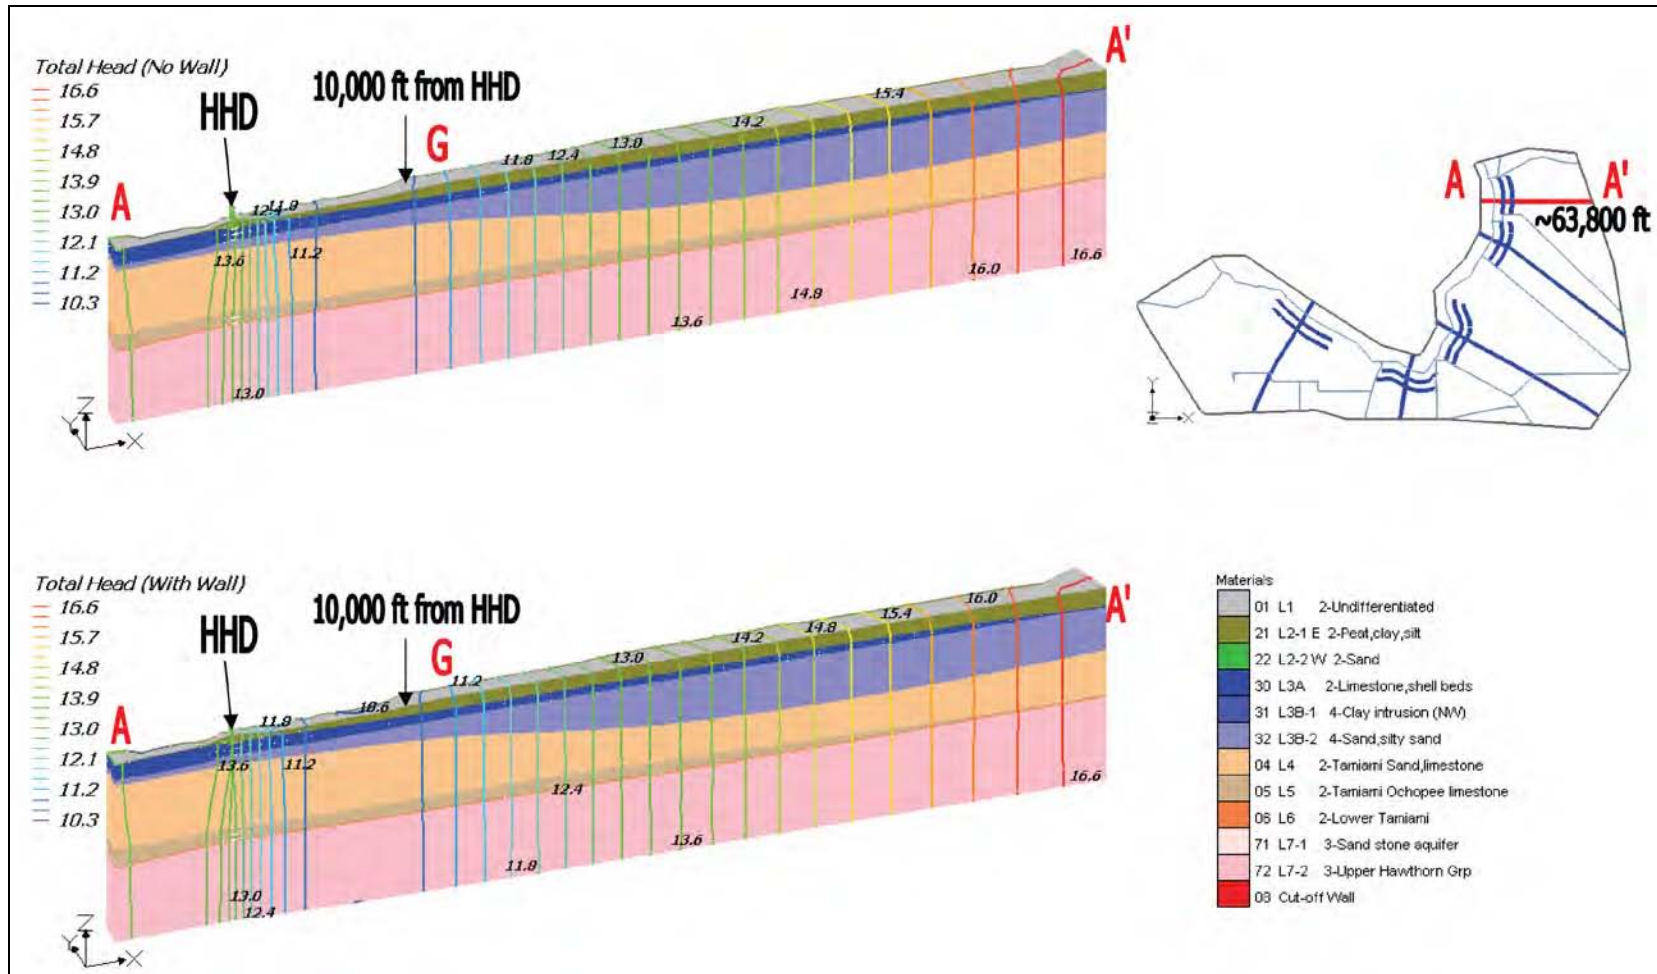 Total Head (No Wall)
16.6
15.7
14.8
13.9
13.0
12.1
11.2
10.3
A
HHD
10,000 ft from HHD
G
A'
12.4
11.8
13.6
11.2
13.0
11.8
12.4
13.0
14.2
15.4
13.6
14.8
16.0
16.6
Z
Y
X
A
A'
~63,800 ft
Y
Z
X
Total Head (With Wall)
16.6
15.7
14.8
13.9
13.0
12.1
11.2
10.3
A
HHD
10,000 ft from HHD
G
A'
11.8
13.6
11.2
10.6
11.2
13.0
14.2
14.8
15.4
16.0
13.0
12.4
11.8
12.4
13.6
16.6
Z
Y
X
Materials
01 L1 2-Undifferentiated
21 L2-1 E 2-Peat,clay,silt
22 L2-2 W 2-Sand
30 L3A 2-Limestone,shell beds
31 L3B-1 4-Clay intrusion (NW)
32 L3B-2 4-Sand,silty sand
04 L4 2-Tamiami Sand,limestone
05 L5 2-Tamiami Ochopee limestone
06 L6 2-Lower Tamiami
71 L7-1 3-Sand stone aquifer
72 L7-2 3-Upper Hawthorn Grp
08 Cut-off Wall